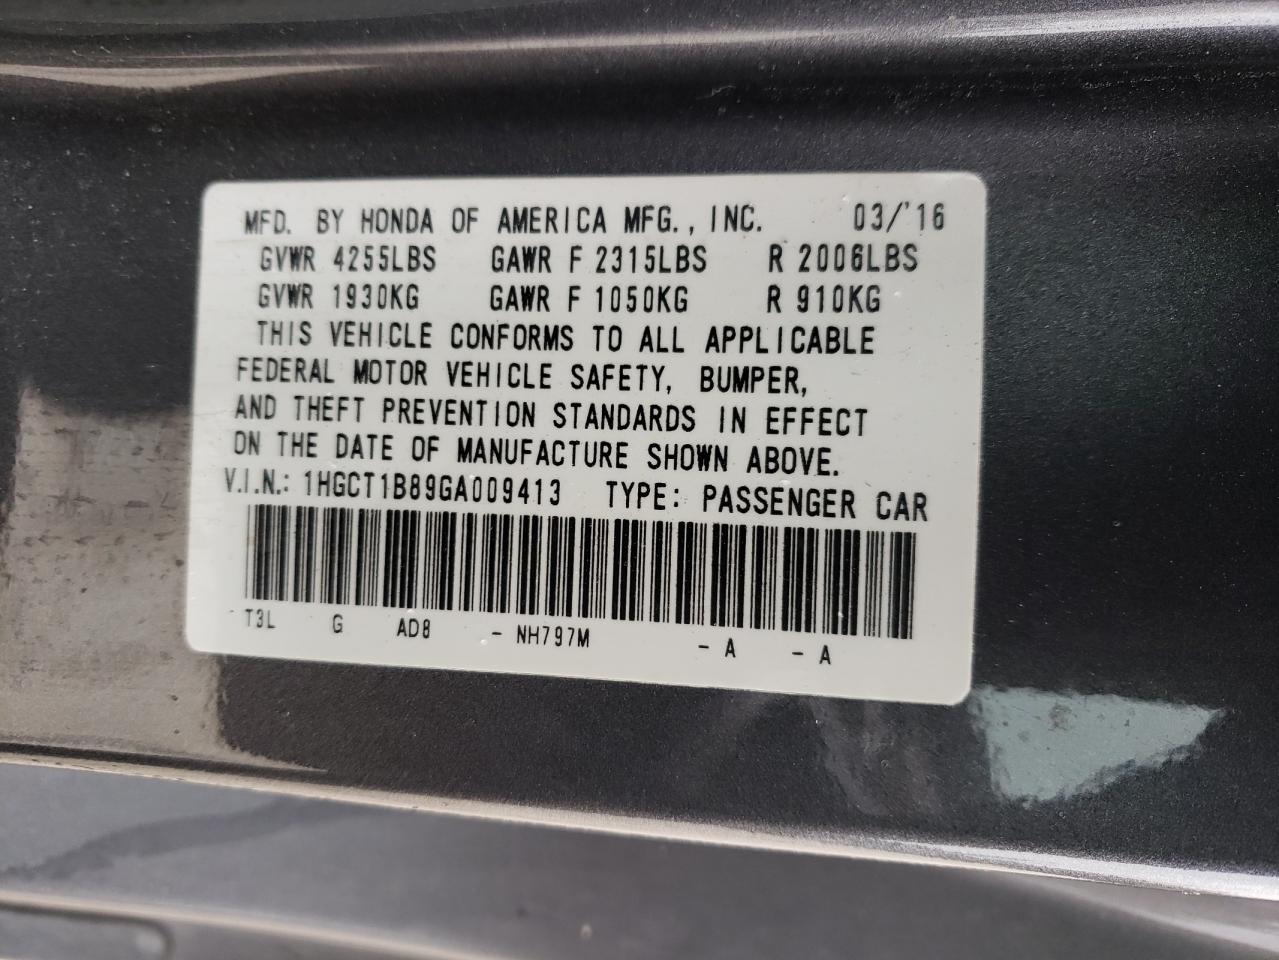 MFD. BY HONDA OF AMERICA MFG., INC. 03/'16
GVWR 4255LBS GAWR F 2315LBS R 2006LBS
GVWR 1930KG GAWR F 1050KG R 910KG
THIS VEHICLE CONFORMS TO ALL APPLICABLE
FEDERAL MOTOR VEHICLE SAFETY, BUMPER,
AND THEFT PREVENTION STANDARDS IN EFFECT
ON THE DATE OF MANUFACTURE SHOWN ABOVE.
V.I.N.: 1HGCT1B89GA009413 TYPE: PASSENGER CAR
T3L G AD8 - NH797M - A - A